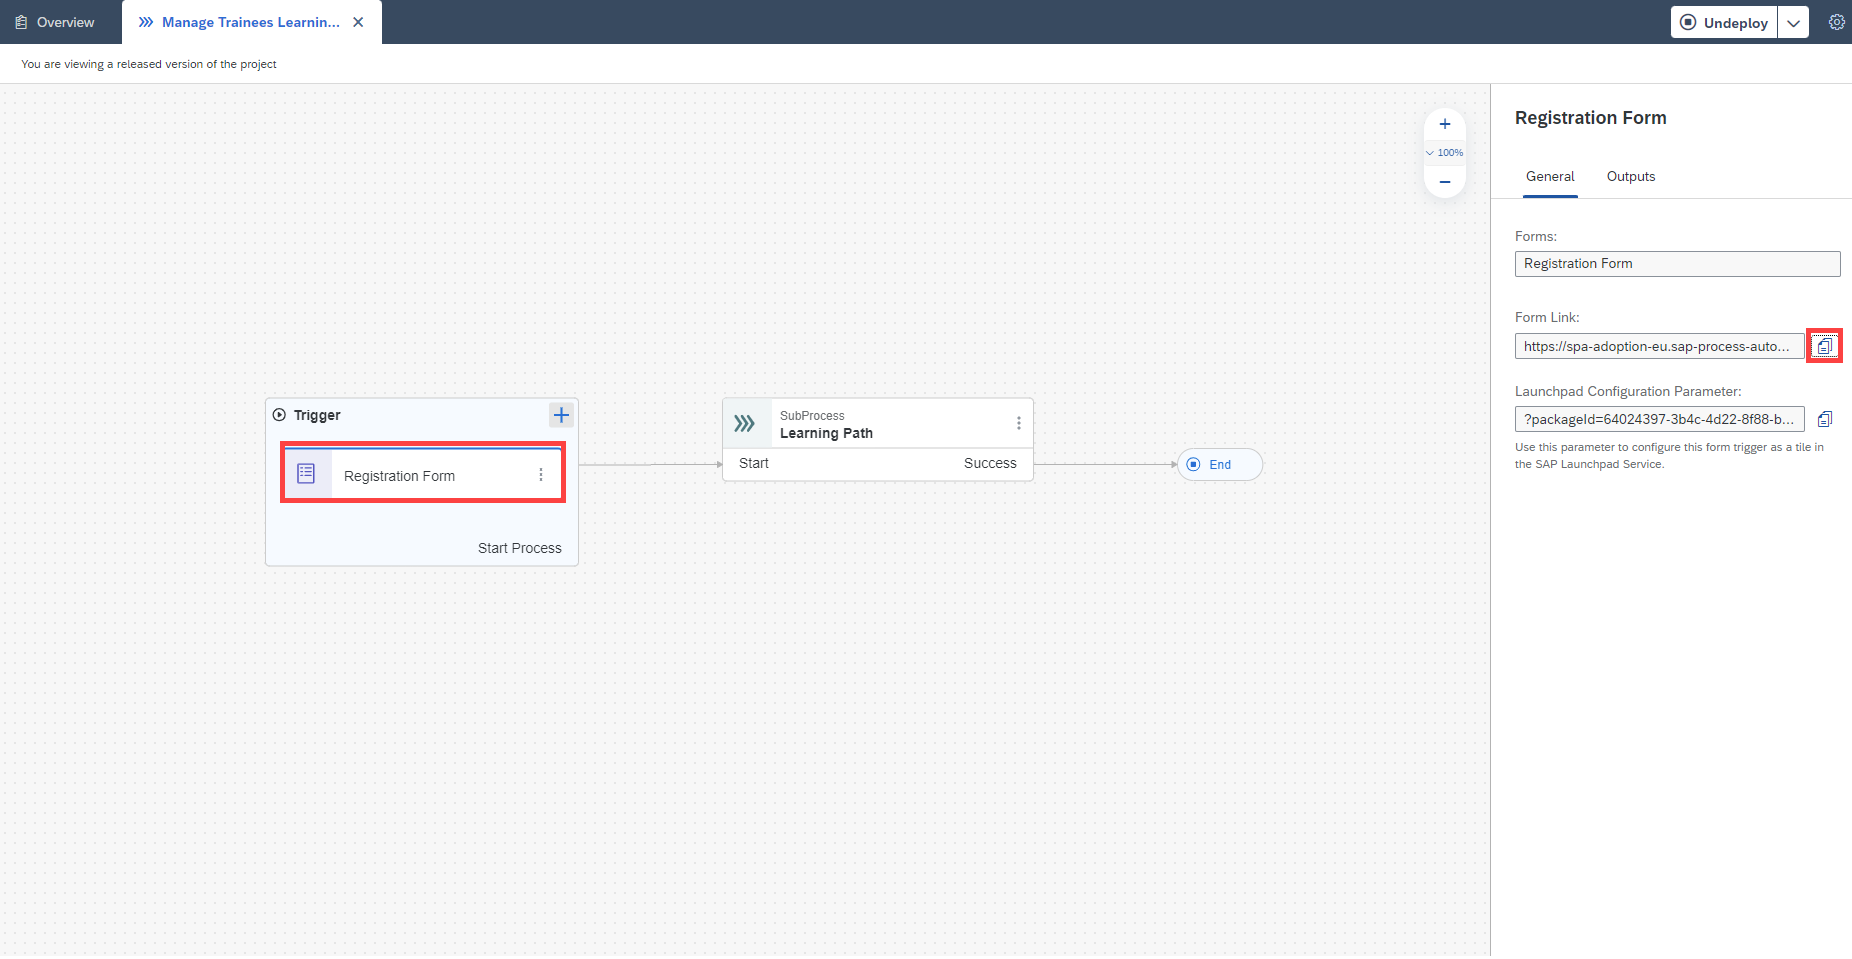 Overview
Manage Trainees Learnin...
Undeploy
You are viewing a released version of the project
100%
Trigger
Registration Form
Start Process
SubProcess
Learning Path
Start
Success
End
Registration Form
General
Outputs
Forms:
Registration Form
Form Link:
https://spa-adoption-eu.sap-process-auto...
Launchpad Configuration Parameter:
?packageId=64024397-3b4c-4d22-8f88-b...
Use this parameter to configure this form trigger as a tile in
the SAP Launchpad Service.